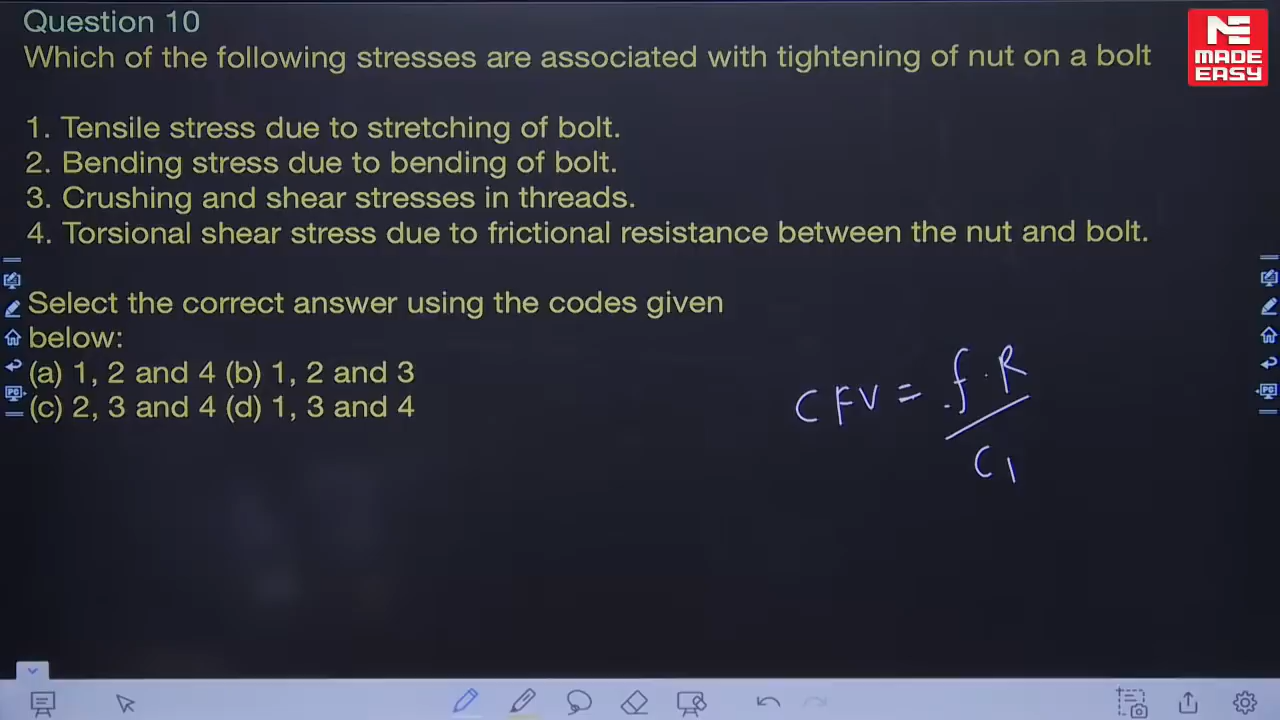 Question 10
Which of the following stresses are associated with tightening of nut on a bolt
1. Tensile stress due to stretching of bolt.
2. Bending stress due to bending of bolt.
3. Crushing and shear stresses in threads.
4. Torsional shear stress due to frictional resistance between the nut and bolt.
Select the correct answer using the codes given
below:
(a) 1, 2 and 4 (b) 1, 2 and 3
(c) 2, 3 and 4 (d) 1, 3 and 4
CFV = f.R
C1
MADE
EASY
PC
PC